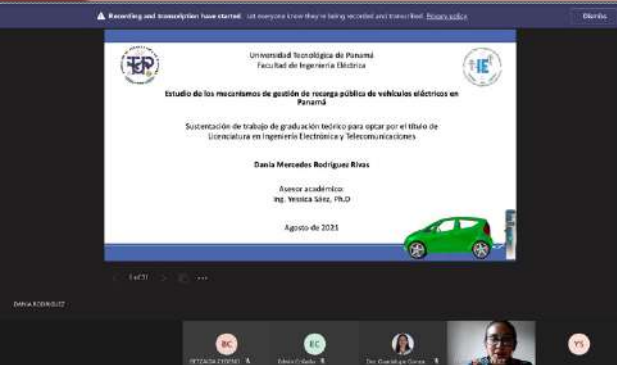 Recording and transcription have started. Let everyone know they're being recorded and transcribed. Privacy policy
Dismiss
Universidad Tecnológica de Panamá
Facultad de Ingeniería Eléctrica
Estudio de los mecanismos de gestión de recarga pública de vehículos eléctricos en
Panamá
Sustentación de trabajo de graduación teórico para optar por el título de
Licenciatura en Ingeniería Electrónica y Telecomunicaciones
Dania Mercedes Rodríguez Rivas
Asesor académico:
Ing. Yessica Sáez, Ph.D
Agosto de 2021
DANIA RODRIGUEZ
BC
EC
YS
BETZAIDA CEDEÑO